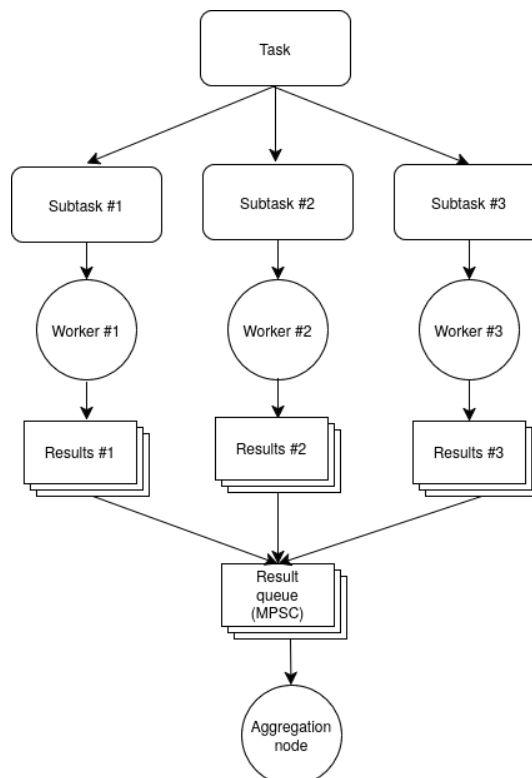 Task
Subtask #1
Subtask #2
Subtask #3
Worker #1
Worker #2
Worker #3
Results #1
Results #2
Results #3
Result
queue
(MPSC)
Aggregation
node